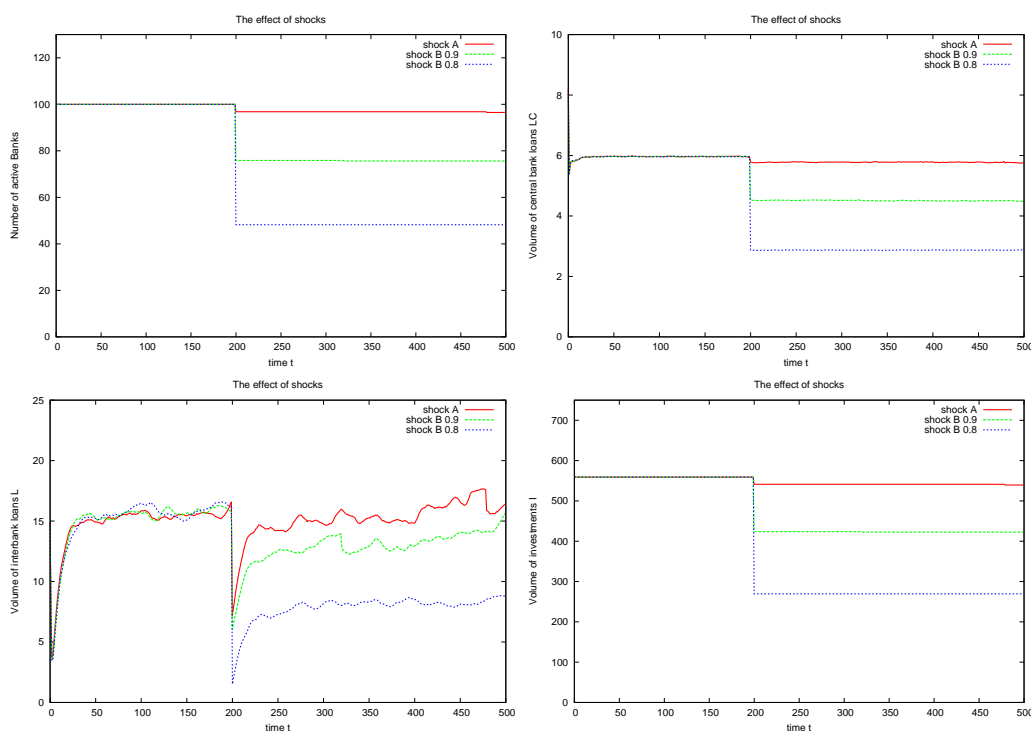 The effect of shocks
shock A
shock B 0.9
shock B 0.8
Number of active Banks
120
100
80
60
40
20
0
0 50 100 150 200 250 300 350 400 450 500
time t
The effect of shocks
shock A
shock B 0.9
shock B 0.8
Volume of central bank loans LC
10
8
6
4
2
0
0 50 100 150 200 250 300 350 400 450 500
time t
The effect of shocks
shock A
shock B 0.9
shock B 0.8
Volume of interbank loans L
25
20
15
10
5
0
0 50 100 150 200 250 300 350 400 450 500
time t
The effect of shocks
shock A
shock B 0.9
shock B 0.8
Volume of investments I
700
600
500
400
300
200
100
0
0 50 100 150 200 250 300 350 400 450 500
time t